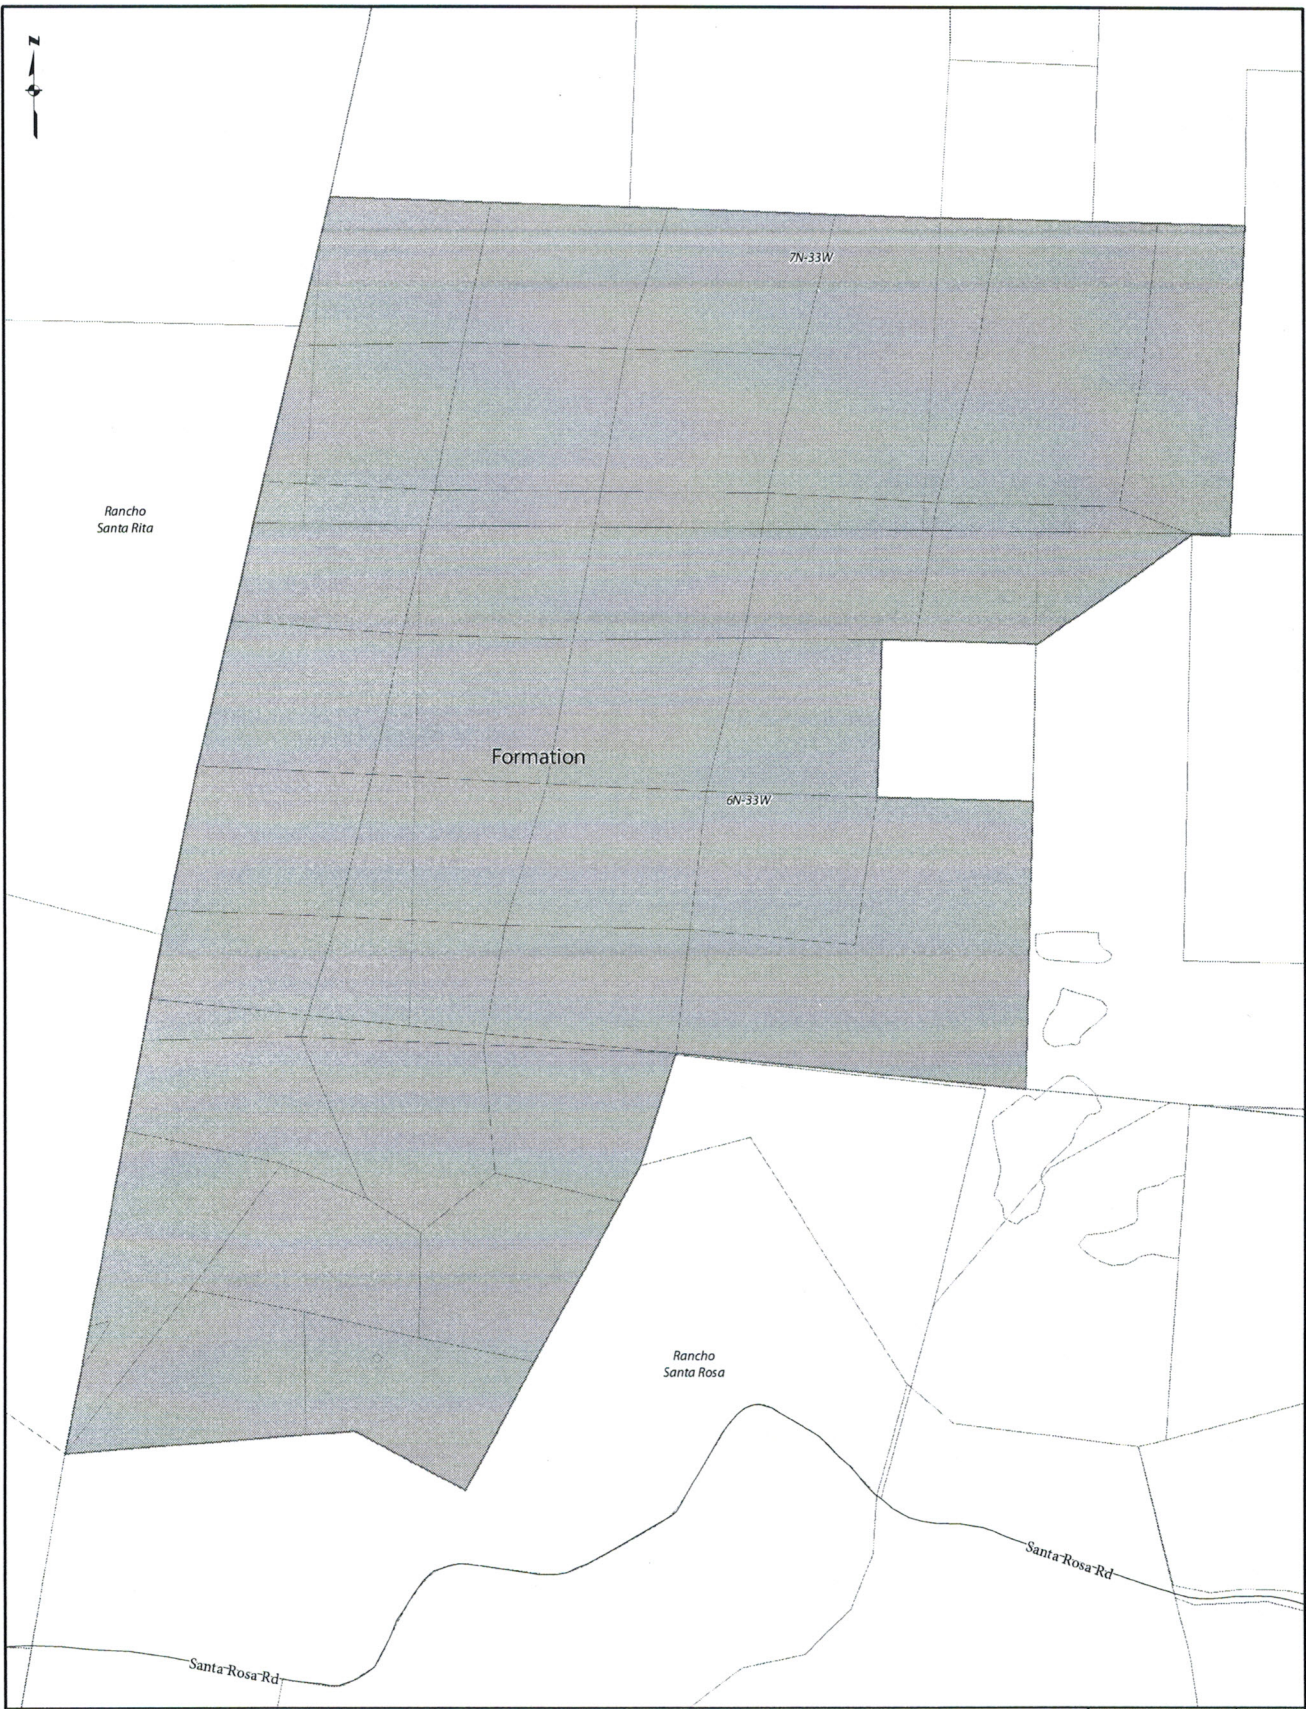 N
7N-33W
Rancho
Santa Rita
Formation
6N-33W
Rancho
Santa Rosa
Santa Rosa Rd
Santa Rosa Rd